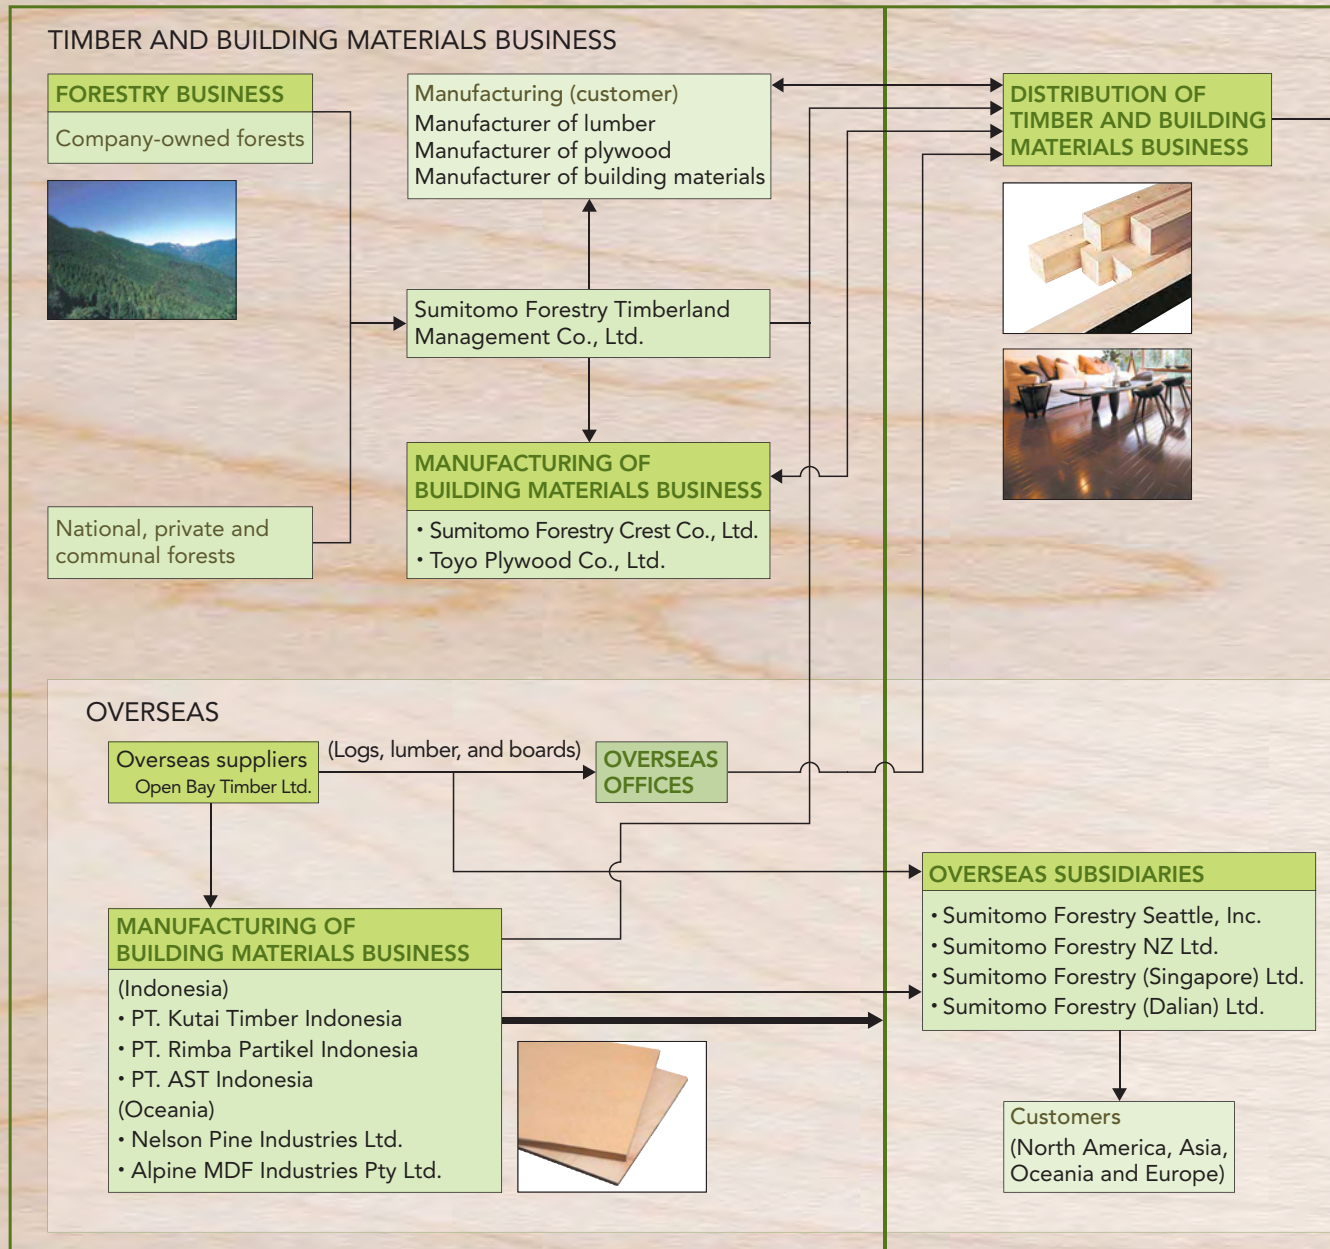 TIMBER AND BUILDING MATERIALS BUSINESS
FORESTRY BUSINESS
Company-owned forests
Manufacturing (customer)
Manufacturer of lumber
Manufacturer of plywood
Manufacturer of building materials
DISTRIBUTION OF
TIMBER AND BUILDING
MATERIALS BUSINESS
Sumitomo Forestry Timberland
Management Co., Ltd.
MANUFACTURING OF
BUILDING MATERIALS BUSINESS
• Sumitomo Forestry Crest Co., Ltd.
• Toyo Plywood Co., Ltd.
National, private and
communal forests
OVERSEAS
Overseas suppliers
Open Bay Timber Ltd.
(Logs, lumber, and boards)
OVERSEAS
OFFICES
MANUFACTURING OF
BUILDING MATERIALS BUSINESS
(Indonesia)
• PT. Kutai Timber Indonesia
• PT. Rimba Partikel Indonesia
• PT. AST Indonesia
(Oceania)
• Nelson Pine Industries Ltd.
• Alpine MDF Industries Pty Ltd.
OVERSEAS SUBSIDIARIES
• Sumitomo Forestry Seattle, Inc.
• Sumitomo Forestry NZ Ltd.
• Sumitomo Forestry (Singapore) Ltd.
• Sumitomo Forestry (Dalian) Ltd.
Customers
(North America, Asia,
Oceania and Europe)